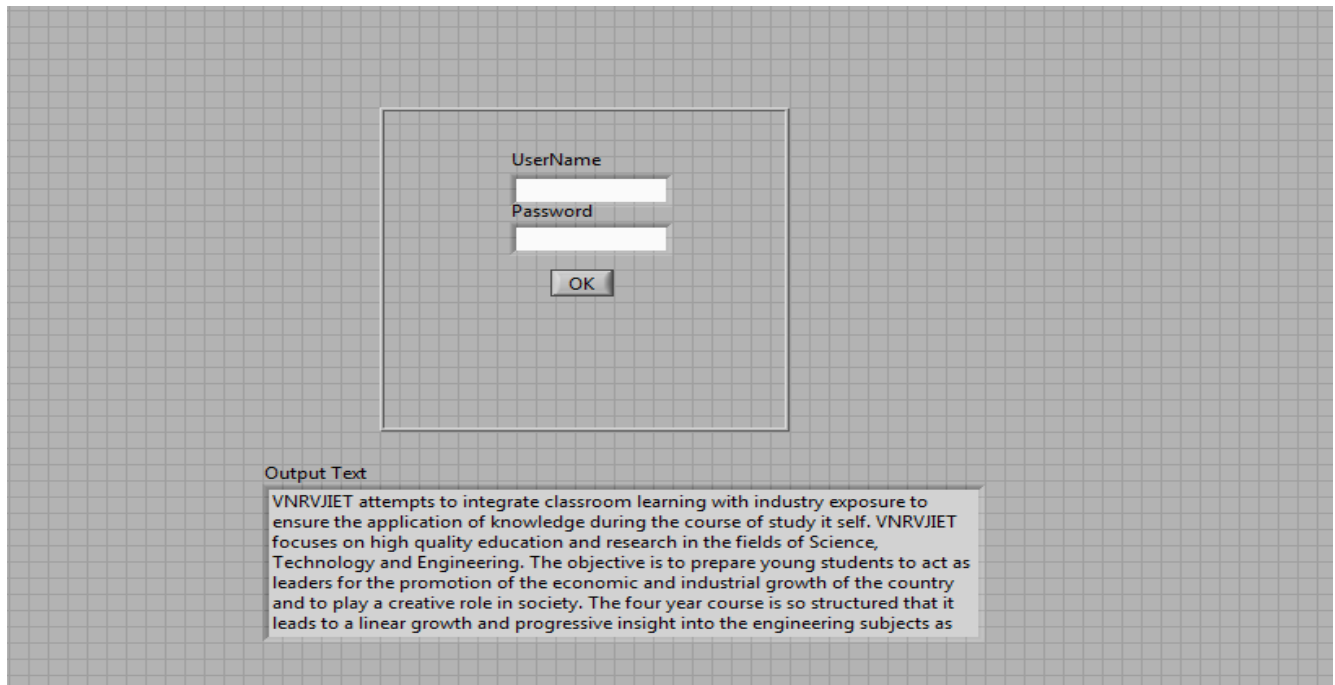 UserName
Password
OK
Output Text
VNRVJIET attempts to integrate classroom learning with industry exposure to
ensure the application of knowledge during the course of study it self. VNRVJIET
focuses on high quality education and research in the fields of Science,
Technology and Engineering. The objective is to prepare young students to act as
leaders for the promotion of the economic and industrial growth of the country
and to play a creative role in society. The four year course is so structured that it
leads to a linear growth and progressive insight into the engineering subjects as